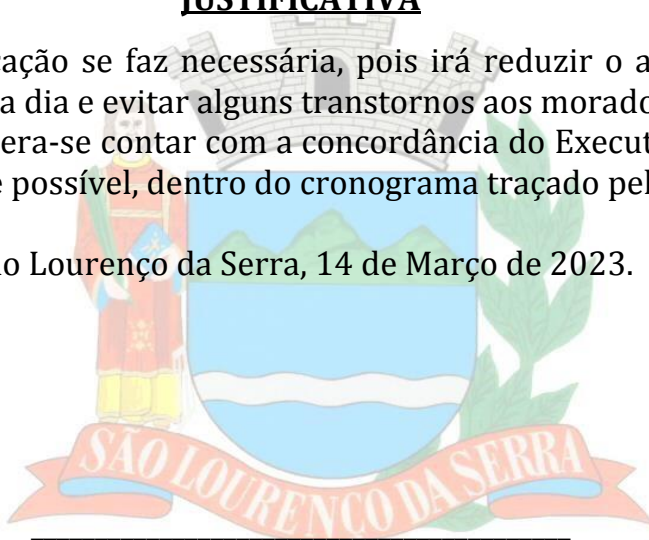 JUSTIFICATIVA
ação se faz necessária, pois irá reduzir o a
a dia e evitar alguns transtornos aos morado
era-se contar com a concordância do Execut
e possível, dentro do cronograma traçado pel
o Lourenço da Serra, 14 de Março de 2023.
SÃO LOURENÇO DA SERRA